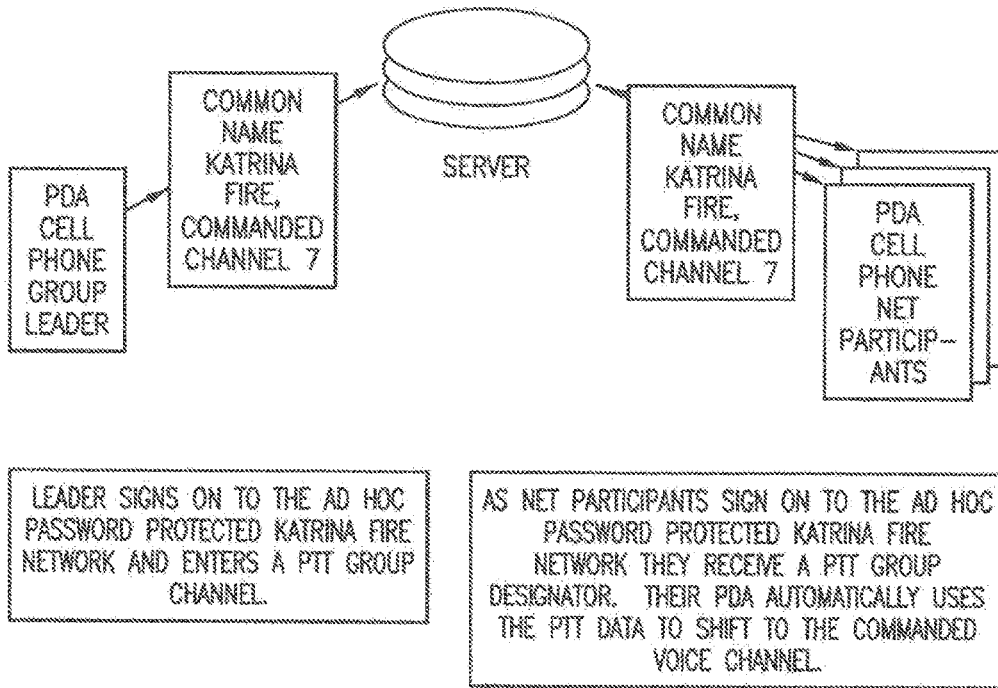 PDA
CELL
PHONE
GROUP
LEADER
COMMON
NAME
KATRINA
FIRE,
COMMANDED
CHANNEL 7
SERVER
COMMON
NAME
KATRINA
FIRE,
COMMANDED
CHANNEL 7
PDA
CELL
PHONE
NET
PARTICIP-
ANTS
LEADER SIGNS ON TO THE AD HOC
PASSWORD PROTECTED KATRINA FIRE
NETWORK AND ENTERS A PTT GROUP
CHANNEL.
AS NET PARTICIPANTS SIGN ON TO THE AD HOC
PASSWORD PROTECTED KATRINA FIRE
NETWORK THEY RECEIVE A PTT GROUP
DESIGNATOR. THEIR PDA AUTOMATICALLY USES
THE PTT DATA TO SHIFT TO THE COMMANDED
VOICE CHANNEL.